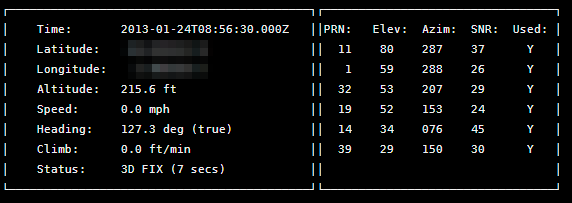 Time: 2013-01-24T08:56:30.000Z PRN: Elev: Azim: SNR: Used:
Latitude: 11 80 287 37 Y
Longitude: 1 59 288 26 Y
Altitude: 215.6 ft 32 53 207 29 Y
Speed: 0.0 mph 19 52 153 24 Y
Heading: 127.3 deg (true) 14 34 076 45 Y
Climb: 0.0 ft/min 39 29 150 30 Y
Status: 3D FIX (7 secs)